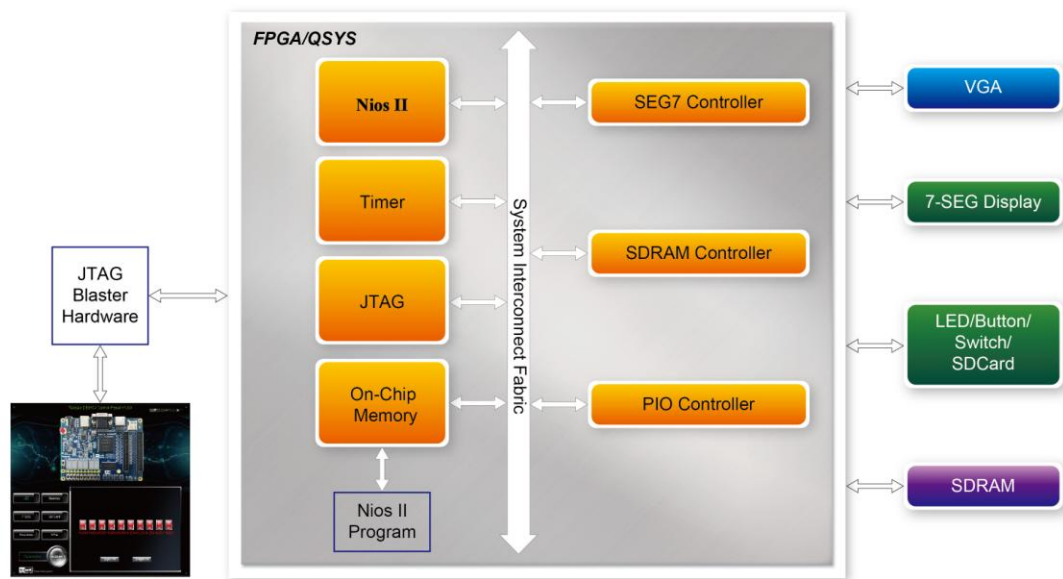 FPGA/QSYS
Nios II
Timer
JTAG
On-Chip
Memory
Nios II
Program
System Interconnect Fabric
SEG7 Controller
SDRAM Controller
PIO Controller
VGA
7-SEG Display
LED/Button/
Switch/
SDCard
SDRAM
JTAG
Blaster
Hardware